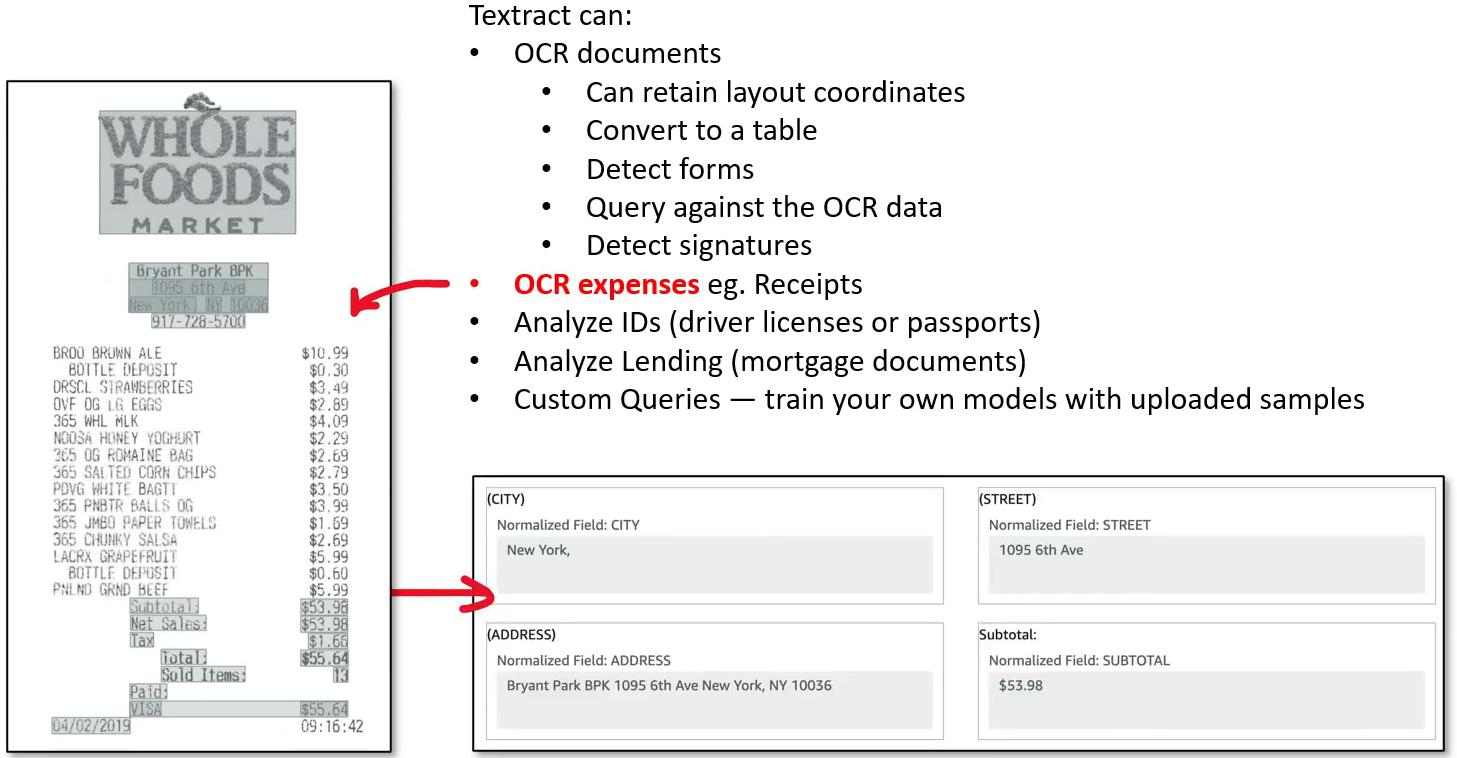 Textract can:
• OCR documents
• Can retain layout coordinates
• Convert to a table
• Detect forms
• Query against the OCR data
• Detect signatures
• OCR expenses eg. Receipts
• Analyze IDs (driver licenses or passports)
• Analyze Lending (mortgage documents)
• Custom Queries — train your own models with uploaded samples
WHOLE
FOODS
MARKET
Bryant Park BPK
1095 6th Ave
New York, NY 10036
917-728-5700
BROO BROWN ALE $10.99
BOTTLE DEPOSIT $0.30
DRSCL STRAWBERRIES $3.49
OVF OG LG EGGS $2.89
365 WHL MLK $4.09
NOOSA HONEY YOGHURT $2.29
365 OG ROMAINE BAG $2.69
365 SALTED CORN CHIPS $2.79
PDVG WHITE BAGTT $3.50
365 PNBTR BALLS OG $3.99
365 JMBO PAPER TOWELS $1.69
365 CHUNKY SALSA $2.69
LACRX GRAPEFRUIT $5.99
BOTTLE DEPOSIT $0.60
PNLND GRND BEEF $5.99
Subtotal: $53.98
Net Sales: $53.98
Tax $1.66
Total: $55.64
Sold Items: 13
Paid:
VISA $55.64
04/02/2019 09:16:42
(CITY)
Normalized Field: CITY
New York,
(STREET)
Normalized Field: STREET
1095 6th Ave
(ADDRESS)
Normalized Field: ADDRESS
Bryant Park BPK 1095 6th Ave New York, NY 10036
Subtotal:
Normalized Field: SUBTOTAL
$53.98